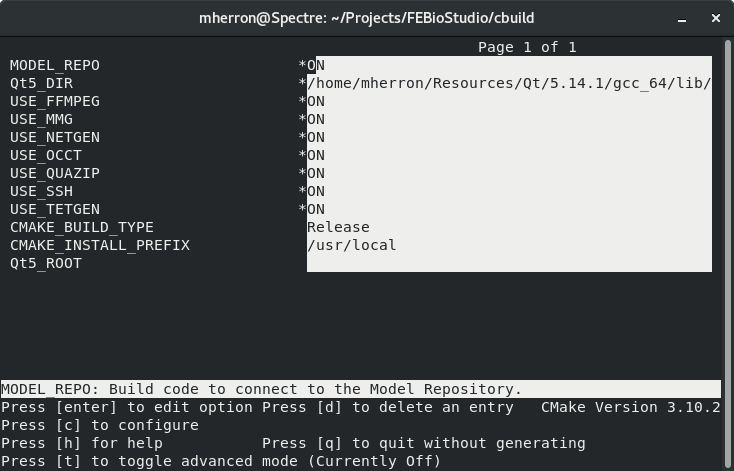 mherron@Spectre: ~/Projects/FEBioStudio/cbuild
Page 1 of 1
MODEL_REPO *ON
Qt5_DIR */home/mherron/Resources/Qt/5.14.1/gcc_64/lib/
USE_FFMPEG *ON
USE_MMG *ON
USE_NETGEN *ON
USE_OCCT *ON
USE_QUAZIP *ON
USE_SSH *ON
USE_TETGEN *ON
CMAKE_BUILD_TYPE Release
CMAKE_INSTALL_PREFIX /usr/local
Qt5_ROOT
MODEL_REPO: Build code to connect to the Model Repository.
Press [enter] to edit option Press [d] to delete an entry CMake Version 3.10.2
Press [c] to configure
Press [h] for help Press [q] to quit without generating
Press [t] to toggle advanced mode (Currently Off)